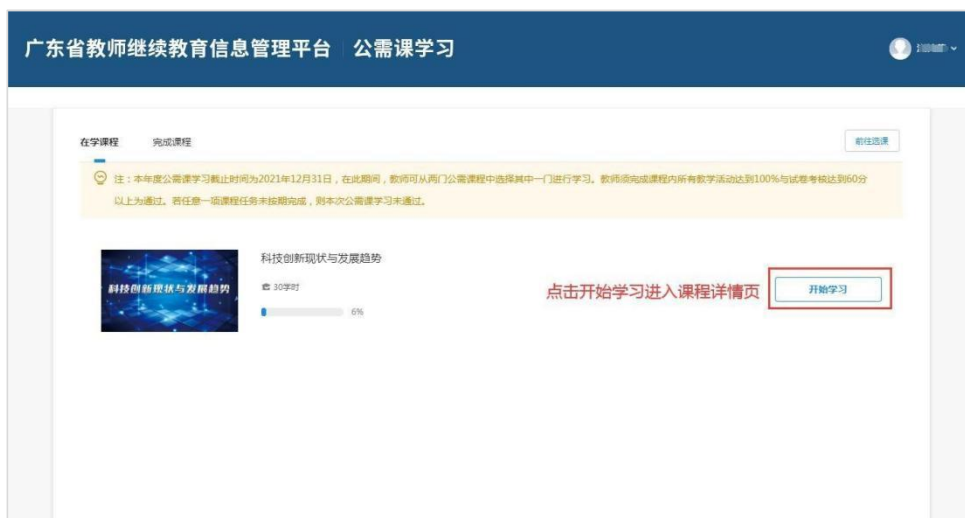 广东省教师继续教育信息管理平台 公需课学习
在学课程 完成课程 前往选课
注：本年度公需课学习截止时间为2021年12月31日，在此期间，教师可从两门公需课程中选择其中一门进行学习。教师须完成课程内所有教学活动达到100%与试卷考核达到60分
以上为通过。若任意一项课程任务未按期完成，则本次公需课学习未通过。
科技创新现状与发展趋势
科技创新现状与发展趋势
30学时
点击开始学习进入课程详情页 开始学习
6%